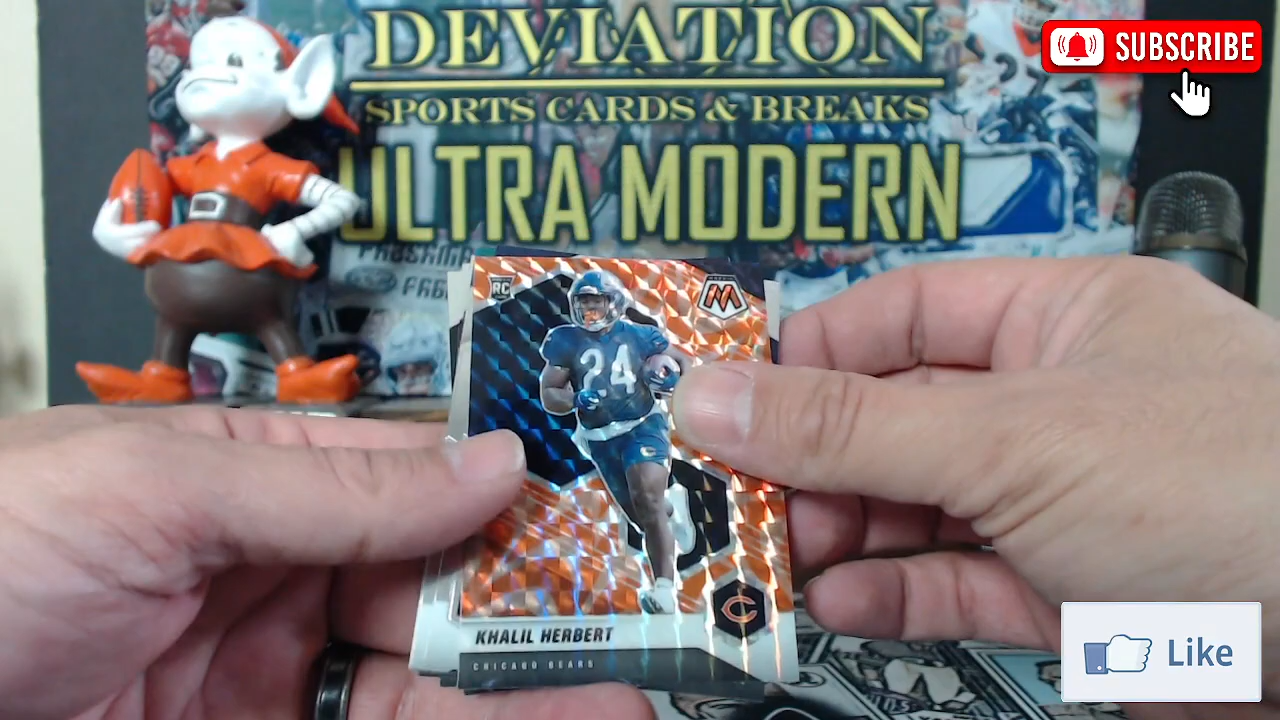 DEVIATION
SUBSCRIBE
SPORTS CARDS & BREAKS
ULTRA MODERN
RC
24
KHALIL HERBERT
CHICAGO BEARS
Like